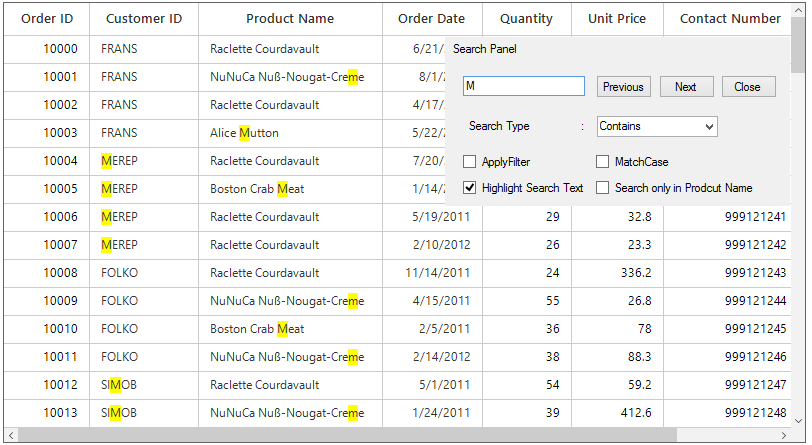 Order ID Customer ID Product Name Order Date Quantity Unit Price Contact Number
10000 FRANS Raclette Courdavault 6/21/
Search Panel
10001 FRANS NuNuCa Nuß-Nougat-Creme 8/1/
M Previous Next Close
10002 FRANS Raclette Courdavault 4/17/
10003 FRANS Alice Mutton 5/22/
Search Type : Contains
10004 MEREP Raclette Courdavault 7/20/
ApplyFilter MatchCase
10005 MEREP Boston Crab Meat 1/14/
Highlight Search Text Search only in Prodcut Name
10006 MEREP Raclette Courdavault 5/19/2011 29 32.8 999121241
10007 MEREP Raclette Courdavault 2/10/2012 26 23.3 999121242
10008 FOLKO Raclette Courdavault 11/14/2011 24 336.2 999121243
10009 FOLKO NuNuCa Nuß-Nougat-Creme 4/15/2011 55 26.8 999121244
10010 FOLKO Boston Crab Meat 2/5/2011 36 78 999121245
10011 FOLKO NuNuCa Nuß-Nougat-Creme 2/14/2012 38 88.3 999121246
10012 SIMOB Raclette Courdavault 5/1/2011 54 59.2 999121247
10013 SIMOB NuNuCa Nuß-Nougat-Creme 1/24/2011 39 412.6 999121248